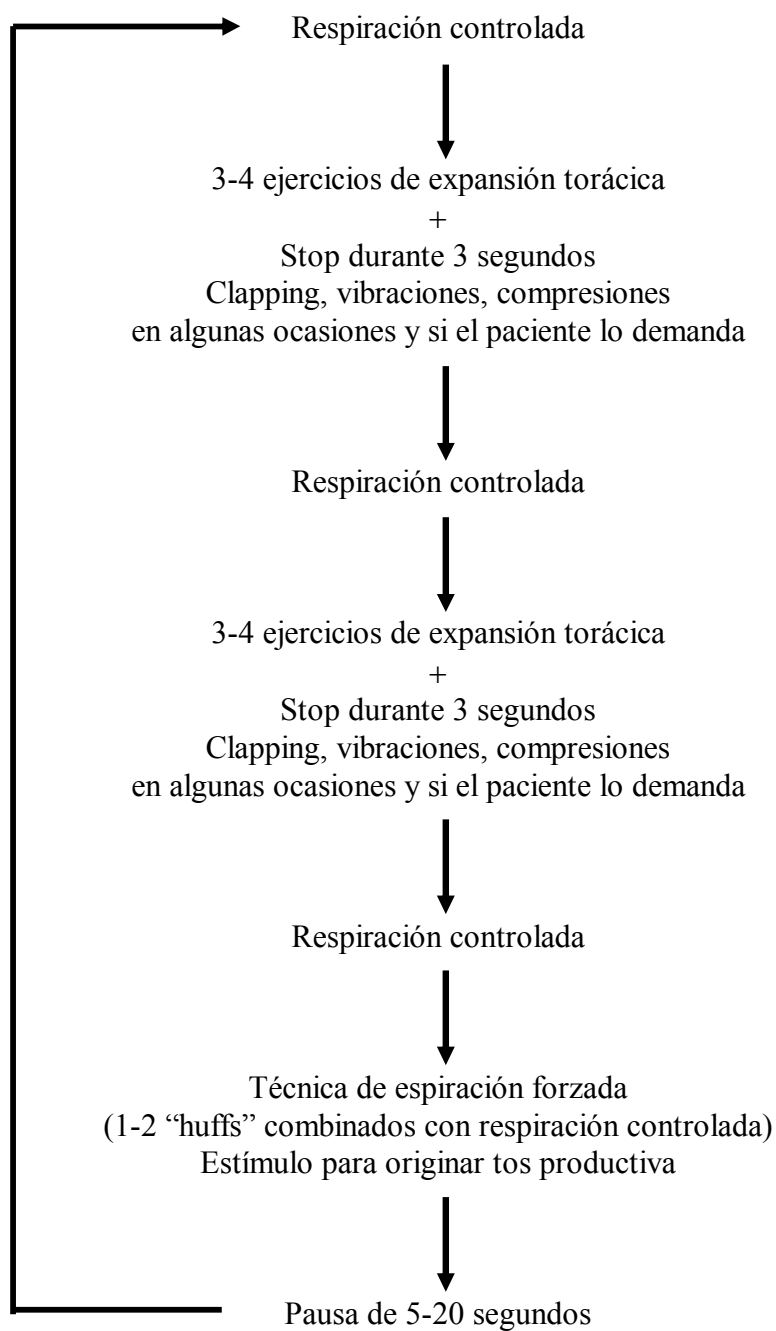 Respiración controlada
3-4 ejercicios de expansión torácica
+
Stop durante 3 segundos
Clapping, vibraciones, compresiones
en algunas ocasiones y si el paciente lo demanda
Respiración controlada
3-4 ejercicios de expansión torácica
+
Stop durante 3 segundos
Clapping, vibraciones, compresiones
en algunas ocasiones y si el paciente lo demanda
Respiración controlada
Técnica de espiración forzada
(1-2 “huffs” combinados con respiración controlada)
Estímulo para originar tos productiva
Pausa de 5-20 segundos